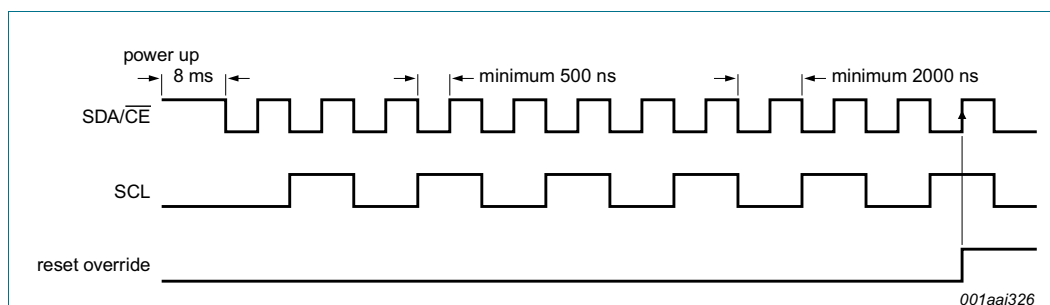 power up
8 ms
minimum 500 ns
minimum 2000 ns
SDA/CE
SCL
reset override
001aai326